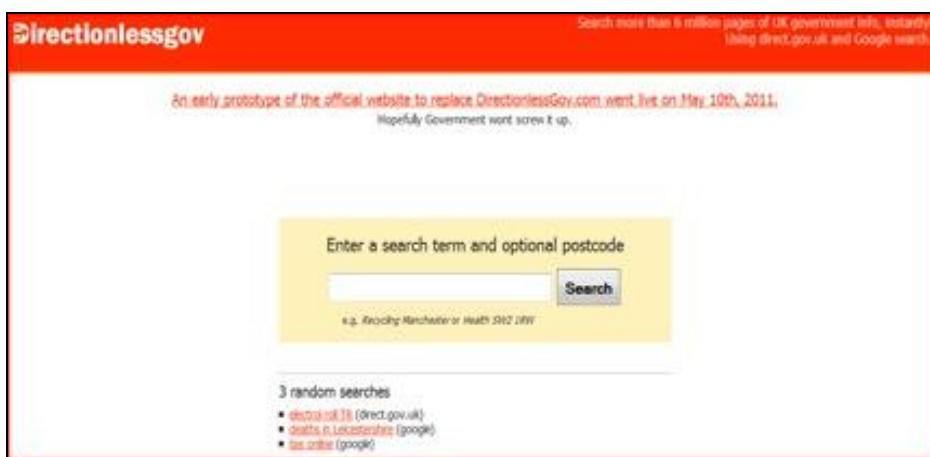 Directionlessgov
Search more than 6 million pages of UK government info, instantly
Using direct.gov.uk and Google search.
An early prototype of the official website to replace DirectionlessGov.com went live on May 10th, 2011.
Hopefully Government wont screw it up.
Enter a search term and optional postcode
Search
e.g. Recycling Manchester or Health SW2 1RW
3 random searches
electrol roll TR (direct.gov.uk)
deaths in Leicestershire (google)
tax online (google)